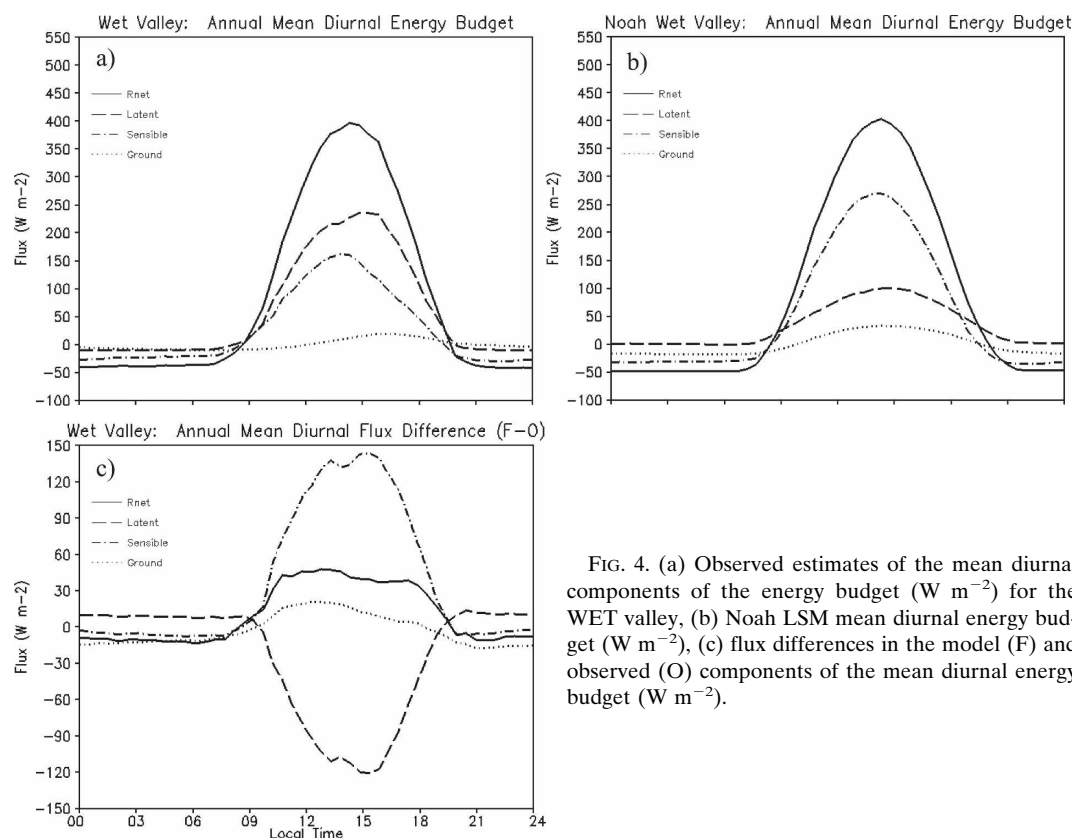 Wet Valley: Annual Mean Diurnal Energy Budget
550
500
450
400
350
300
250
200
150
100
50
0
−50
−100
Flux (W m−2)
a)
Rnet
Latent
Sensible
Ground
Noah Wet Valley: Annual Mean Diurnal Energy Budget
550
500
450
400
350
300
250
200
150
100
50
0
−50
−100
Flux (W m−2)
b)
Rnet
Latent
Sensible
Ground
Wet Valley: Annual Mean Diurnal Flux Difference (F−O)
150
120
90
60
30
0
−30
−60
−90
−120
−150
Flux (W m−2)
c)
Rnet
Latent
Sensible
Ground
00 03 06 09 12 15 18 21 24
Local Time
FIG. 4. (a) Observed estimates of the mean diurna
components of the energy budget (W m−2) for the
WET valley, (b) Noah LSM mean diurnal energy bud-
get (W m−2), (c) flux differences in the model (F) and
observed (O) components of the mean diurnal energy
budget (W m−2).